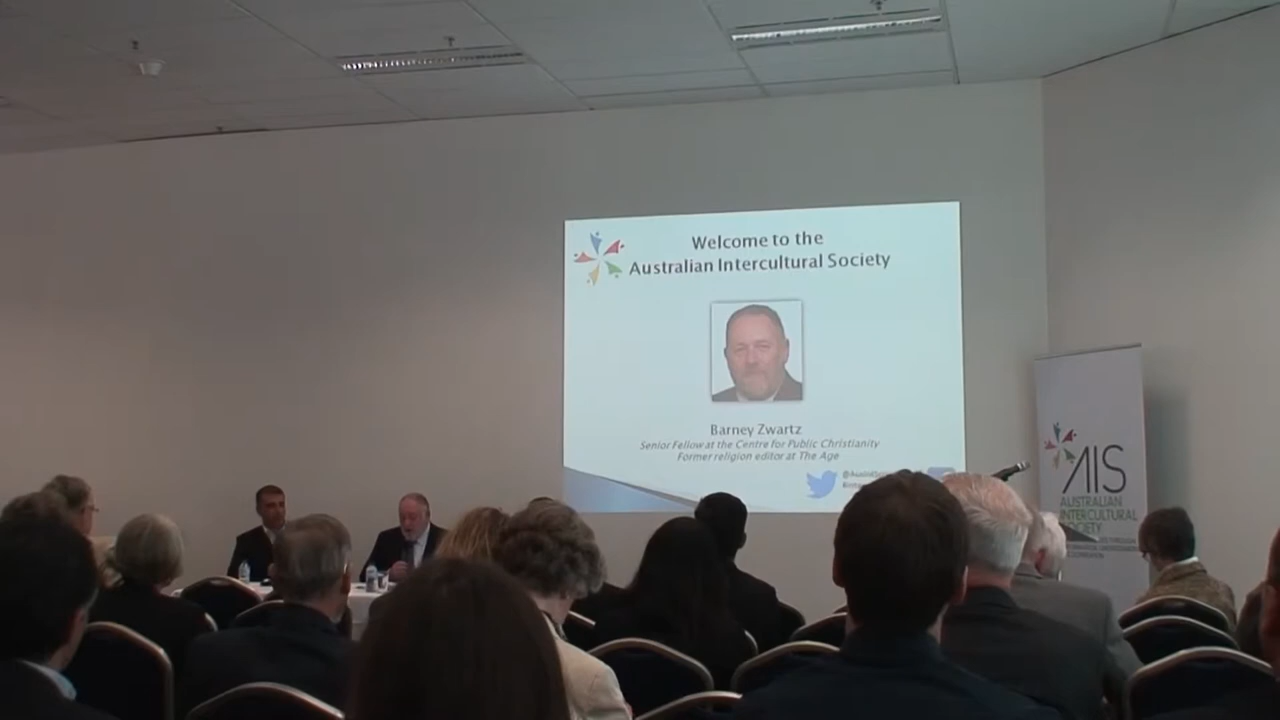 Welcome to the
Australian Intercultural Society
Barney Zwartz
Senior Fellow at the Centre for Public Christianity
Former religion editor at The Age
AIS
AUSTRALIAN
INTERCULTURAL
SOCIETY